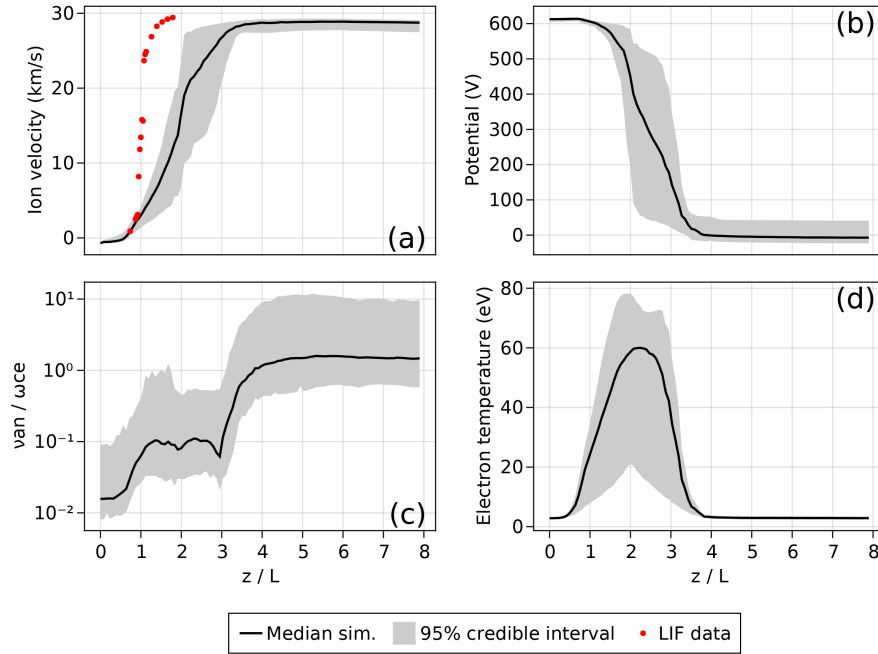 30
20
10
0
Ion velocity (km/s)
(a)
600
500
400
300
200
100
0
Potential (V)
(b)
10¹
10⁰
10⁻¹
10⁻²
νan / ωce
(c)
0 1 2 3 4 5 6 7 8
z / L
80
60
40
20
0
Electron temperature (eV)
(d)
0 1 2 3 4 5 6 7 8
z / L
Median sim. 95% credible interval LIF data